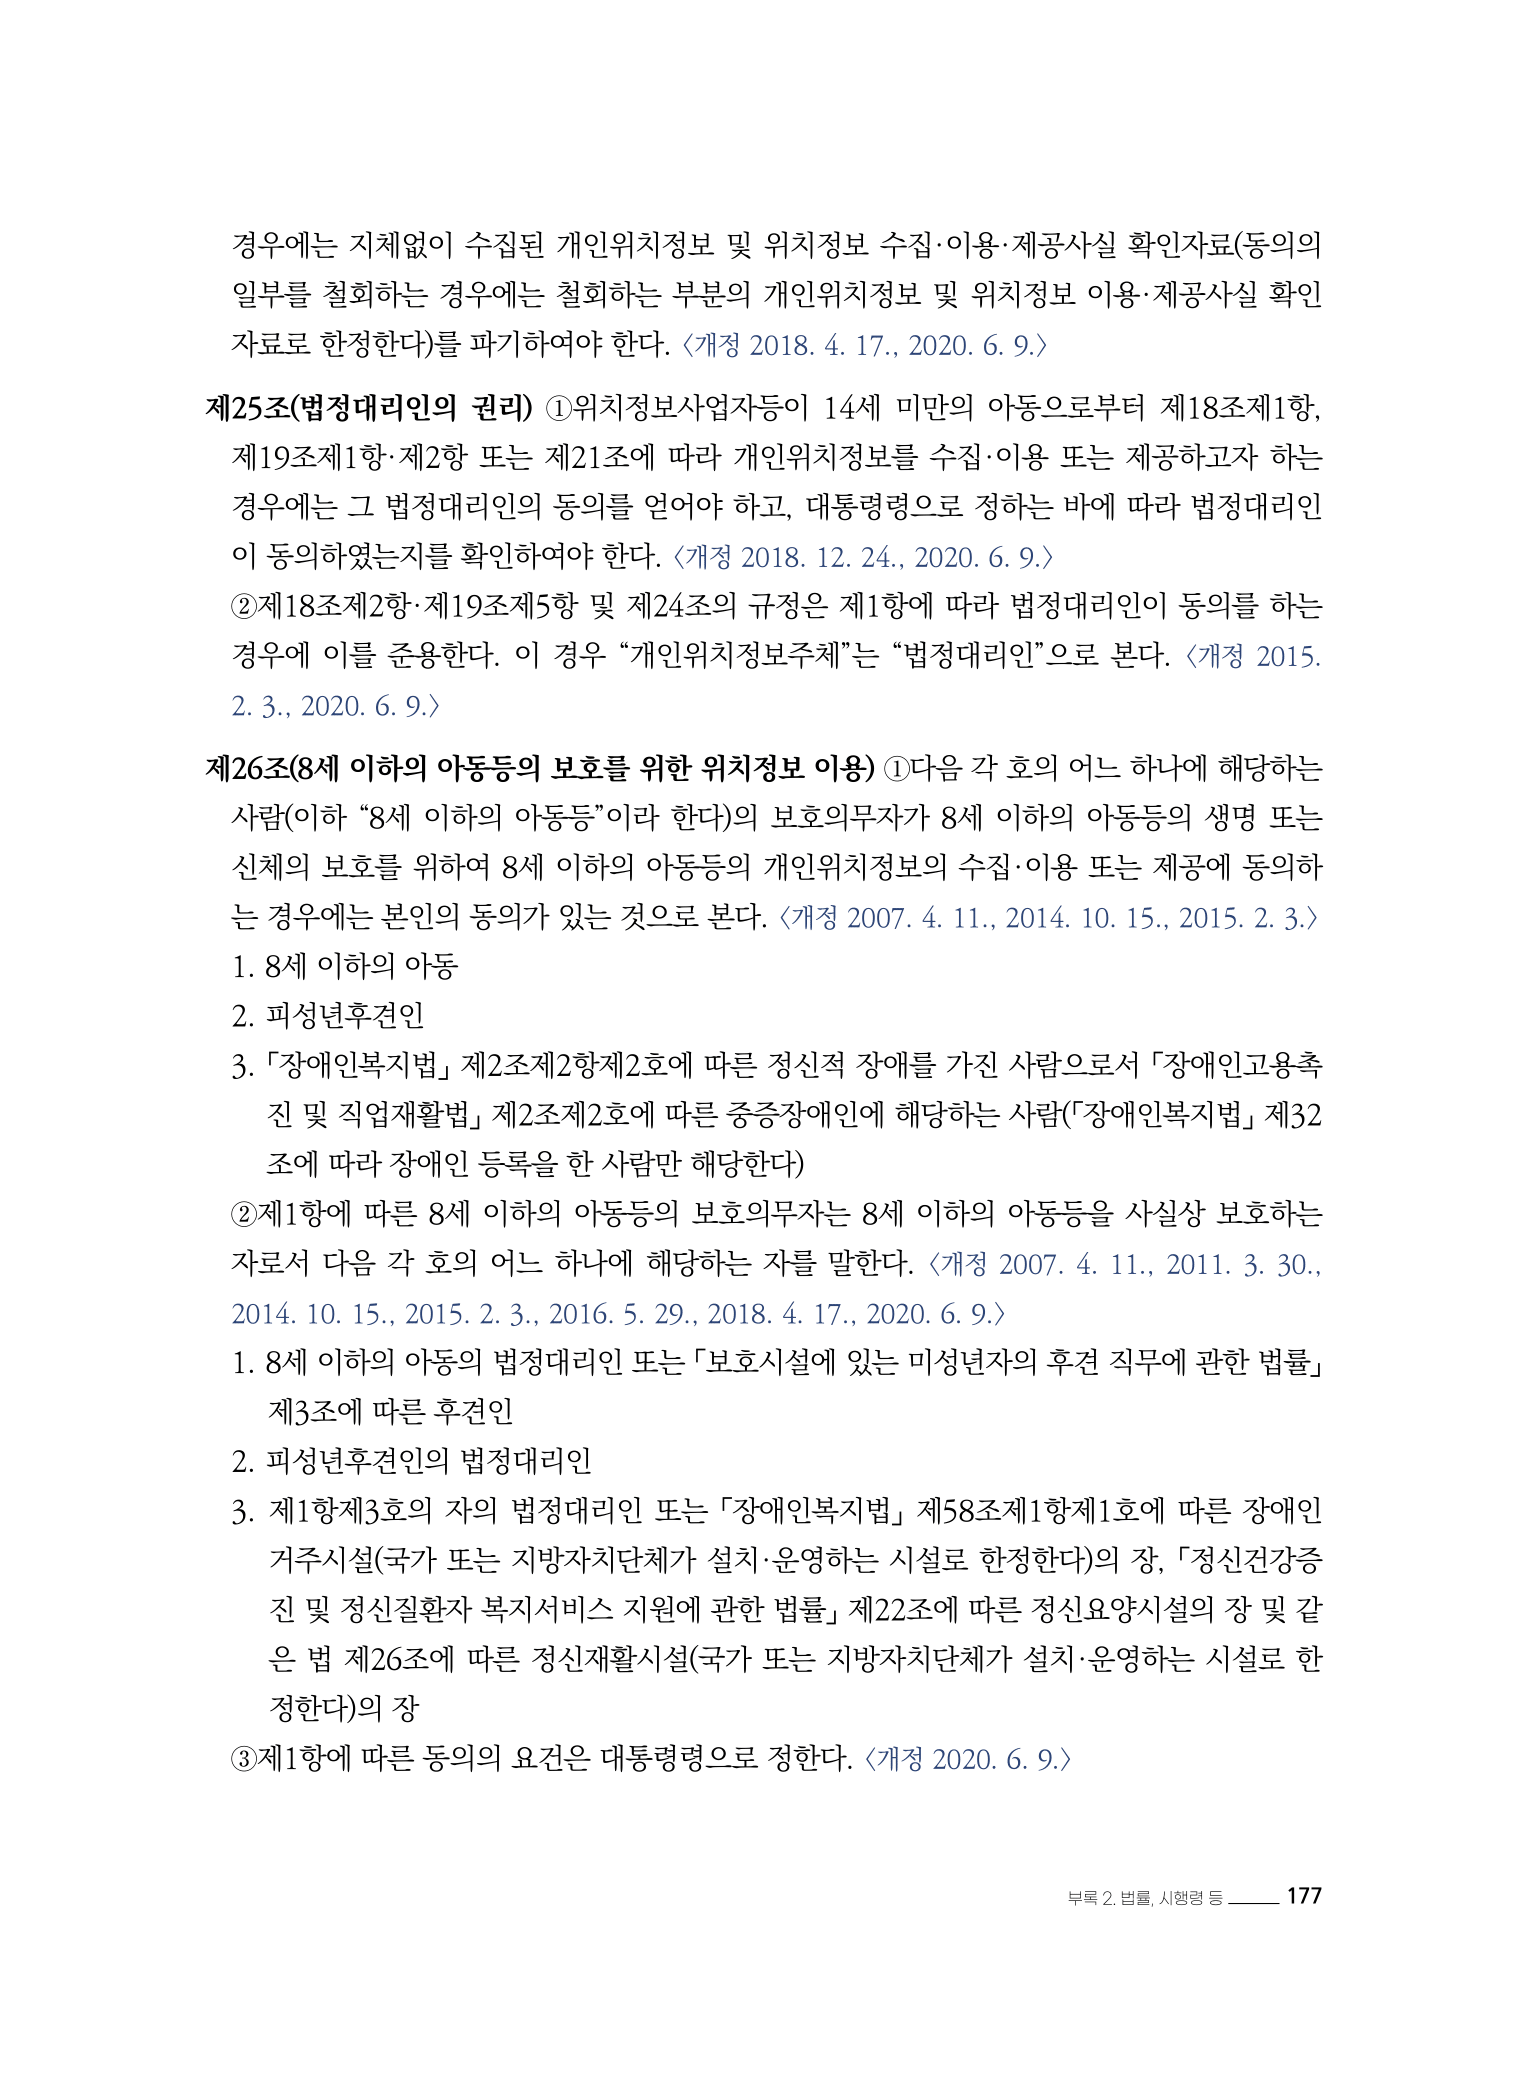 경우에는 지체없이 수집된 개인위치정보 및 위치정보 수집·이용·제공사실 확인자료(동의의
일부를 철회하는 경우에는 철회하는 부분의 개인위치정보 및 위치정보 이용·제공사실 확인
자료로 한정한다)를 파기하여야 한다. 〈개정 2018. 4. 17., 2020. 6. 9.〉
제25조(법정대리인의 권리) ①위치정보사업자등이 14세 미만의 아동으로부터 제18조제1항,
제19조제1항·제2항 또는 제21조에 따라 개인위치정보를 수집·이용 또는 제공하고자 하는
경우에는 그 법정대리인의 동의를 얻어야 하고, 대통령령으로 정하는 바에 따라 법정대리인
이 동의하였는지를 확인하여야 한다. 〈개정 2018. 12. 24., 2020. 6. 9.〉
②제18조제2항·제19조제5항 및 제24조의 규정은 제1항에 따라 법정대리인이 동의를 하는
경우에 이를 준용한다. 이 경우 “개인위치정보주체”는 “법정대리인”으로 본다. 〈개정 2015.
2. 3., 2020. 6. 9.〉
제26조(8세 이하의 아동등의 보호를 위한 위치정보 이용) ①다음 각 호의 어느 하나에 해당하는
사람(이하 “8세 이하의 아동등”이라 한다)의 보호의무자가 8세 이하의 아동등의 생명 또는
신체의 보호를 위하여 8세 이하의 아동등의 개인위치정보의 수집·이용 또는 제공에 동의하
는 경우에는 본인의 동의가 있는 것으로 본다. 〈개정 2007. 4. 11., 2014. 10. 15., 2015. 2. 3.〉
1. 8세 이하의 아동
2. 피성년후견인
3. 「장애인복지법」 제2조제2항제2호에 따른 정신적 장애를 가진 사람으로서 「장애인고용촉
진 및 직업재활법」 제2조제2호에 따른 중증장애인에 해당하는 사람(「장애인복지법」 제32
조에 따라 장애인 등록을 한 사람만 해당한다)
②제1항에 따른 8세 이하의 아동등의 보호의무자는 8세 이하의 아동등을 사실상 보호하는
자로서 다음 각 호의 어느 하나에 해당하는 자를 말한다. 〈개정 2007. 4. 11., 2011. 3. 30.,
2014. 10. 15., 2015. 2. 3., 2016. 5. 29., 2018. 4. 17., 2020. 6. 9.〉
1. 8세 이하의 아동의 법정대리인 또는 「보호시설에 있는 미성년자의 후견 직무에 관한 법률」
제3조에 따른 후견인
2. 피성년후견인의 법정대리인
3. 제1항제3호의 자의 법정대리인 또는 「장애인복지법」 제58조제1항제1호에 따른 장애인
거주시설(국가 또는 지방자치단체가 설치·운영하는 시설로 한정한다)의 장, 「정신건강증
진 및 정신질환자 복지서비스 지원에 관한 법률」 제22조에 따른 정신요양시설의 장 및 같
은 법 제26조에 따른 정신재활시설(국가 또는 지방자치단체가 설치·운영하는 시설로 한
정한다)의 장
③제1항에 따른 동의의 요건은 대통령령으로 정한다. 〈개정 2020. 6. 9.〉
부록 2. 법률, 시행령 등 177